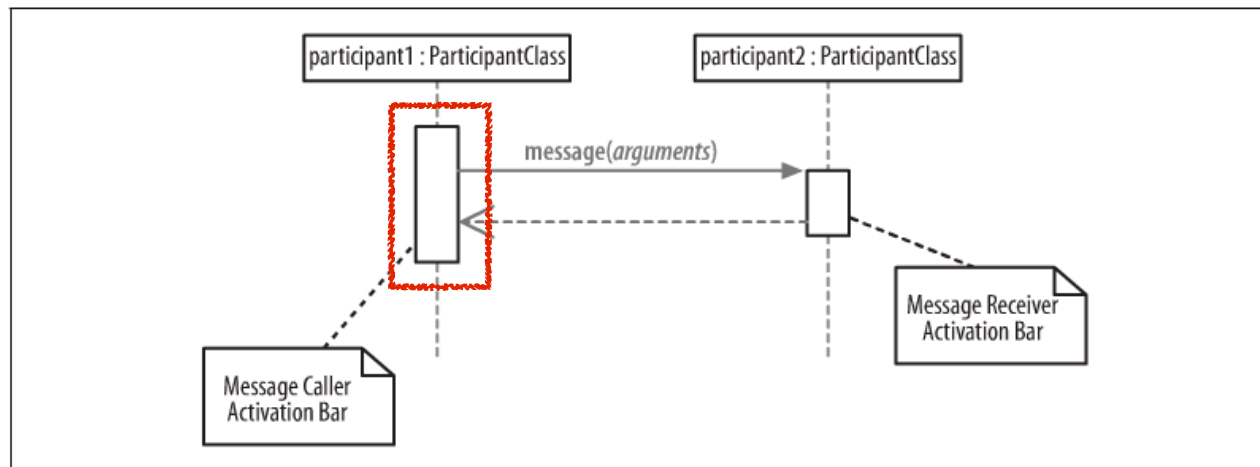 participant1 : ParticipantClass
participant2 : ParticipantClass
message(arguments)
Message Receiver
Activation Bar
Message Caller
Activation Bar